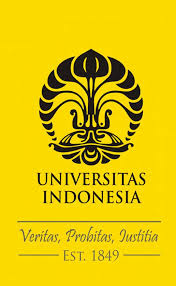 UNIVERSITAS
INDONESIA
Veritas, Probitas, Iustitia
EST. 1849